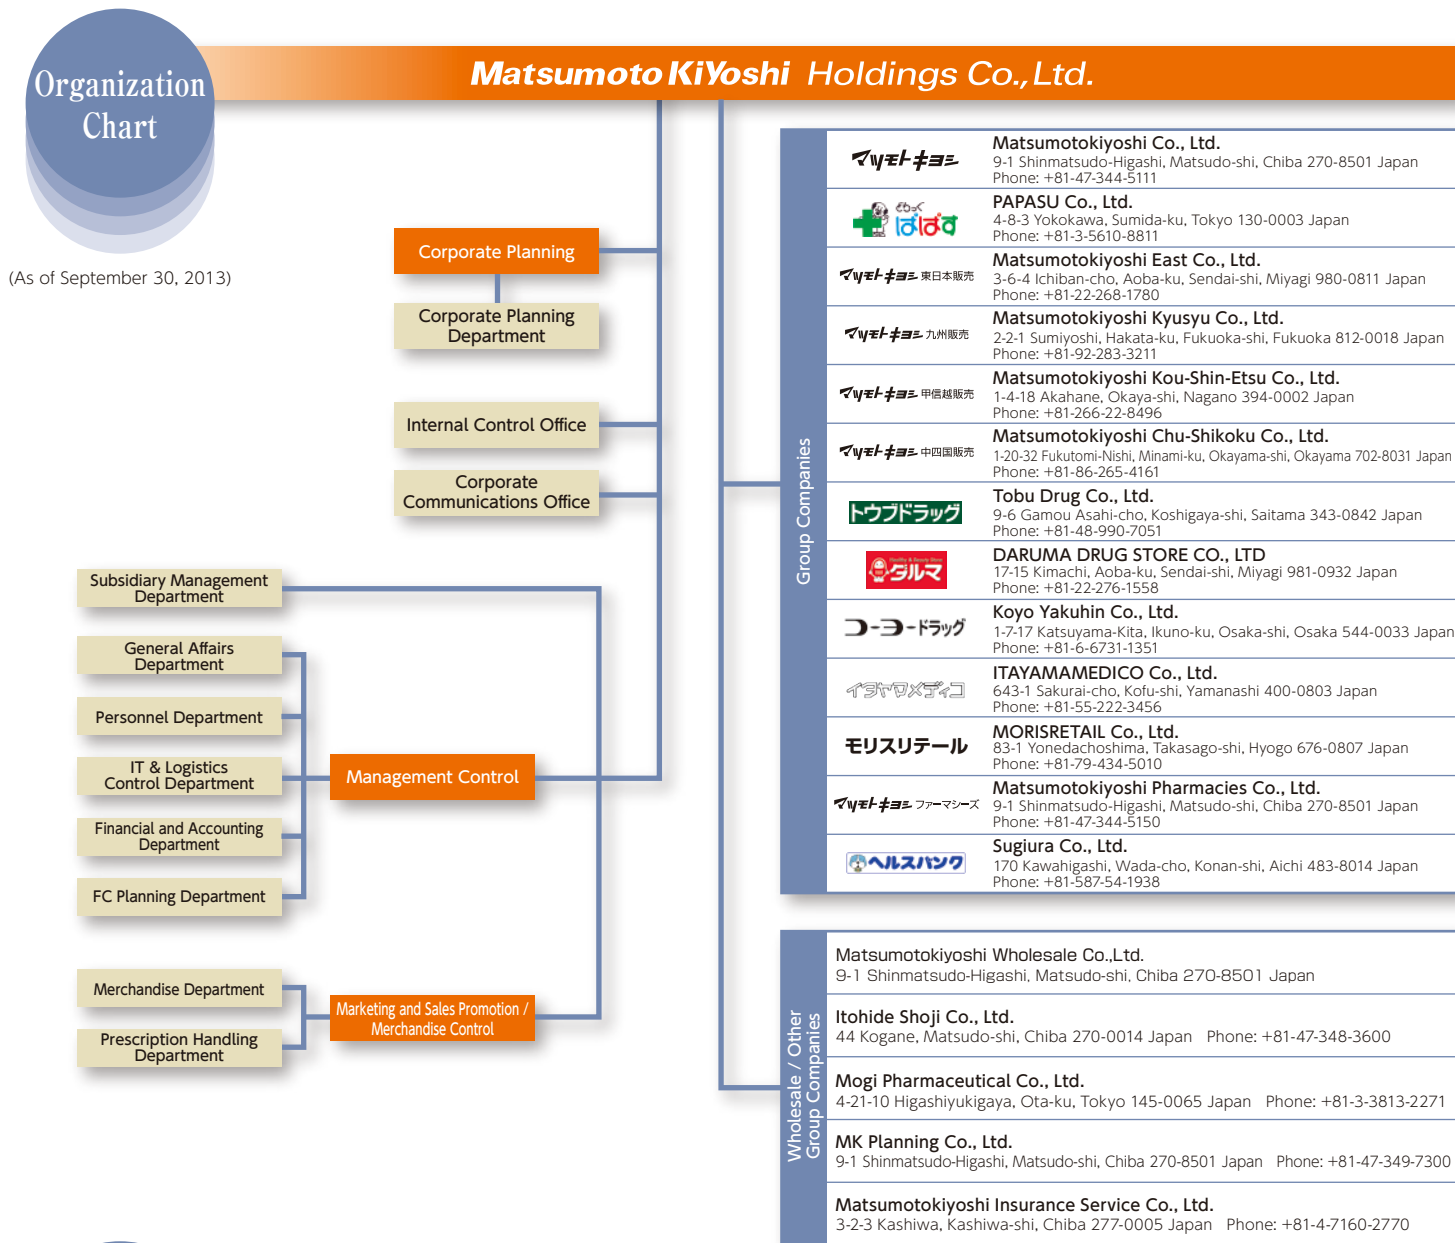 Organization
Chart
(As of September 30, 2013)
Matsumoto KiYoshi Holdings Co., Ltd.
Corporate Planning
Corporate Planning
Department
Internal Control Office
Corporate
Communications Office
Subsidiary Management
Department
General Affairs
Department
Personnel Department
IT & Logistics
Control Department
Financial and Accounting
Department
FC Planning Department
Management Control
Merchandise Department
Prescription Handling
Department
Marketing and Sales Promotion /
Merchandise Control
Group Companies
マツモトキヨシ
Matsumotokiyoshi Co., Ltd.
9-1 Shinmatsudo-Higashi, Matsudo-shi, Chiba 270-8501 Japan
Phone: +81-47-344-5111
どらっぐ
ぱぱす
PAPASU Co., Ltd.
4-8-3 Yokokawa, Sumida-ku, Tokyo 130-0003 Japan
Phone: +81-3-5610-8811
マツモトキヨシ 東日本販売
Matsumotokiyoshi East Co., Ltd.
3-6-4 Ichiban-cho, Aoba-ku, Sendai-shi, Miyagi 980-0811 Japan
Phone: +81-22-268-1780
マツモトキヨシ 九州販売
Matsumotokiyoshi Kyusyu Co., Ltd.
2-2-1 Sumiyoshi, Hakata-ku, Fukuoka-shi, Fukuoka 812-0018 Japan
Phone: +81-92-283-3211
マツモトキヨシ 甲信越販売
Matsumotokiyoshi Kou-Shin-Etsu Co., Ltd.
1-4-18 Akahane, Okaya-shi, Nagano 394-0002 Japan
Phone: +81-266-22-8496
マツモトキヨシ 中四国販売
Matsumotokiyoshi Chu-Shikoku Co., Ltd.
1-20-32 Fukutomi-Nishi, Minami-ku, Okayama-shi, Okayama 702-8031 Japan
Phone: +81-86-265-4161
トウブドラッグ
Tobu Drug Co., Ltd.
9-6 Gamou Asahi-cho, Koshigaya-shi, Saitama 343-0842 Japan
Phone: +81-48-990-7051
Healthy & Beauty Store
ダルマ
DARUMA DRUG STORE CO., LTD
17-15 Kimachi, Aoba-ku, Sendai-shi, Miyagi 981-0932 Japan
Phone: +81-22-276-1558
コーヨードラッグ
Koyo Yakuhin Co., Ltd.
1-7-17 Katsuyama-Kita, Ikuno-ku, Osaka-shi, Osaka 544-0033 Japan
Phone: +81-6-6731-1351
イタヤマメディコ
ITAYAMAMEDICO Co., Ltd.
643-1 Sakurai-cho, Kofu-shi, Yamanashi 400-0803 Japan
Phone: +81-55-222-3456
モリスリテール
MORISRETAIL Co., Ltd.
83-1 Yonedachoshima, Takasago-shi, Hyogo 676-0807 Japan
Phone: +81-79-434-5010
マツモトキヨシ ファーマシーズ
Matsumotokiyoshi Pharmacies Co., Ltd.
9-1 Shinmatsudo-Higashi, Matsudo-shi, Chiba 270-8501 Japan
Phone: +81-47-344-5150
ヘルスバンク
Sugiura Co., Ltd.
170 Kawahigashi, Wada-cho, Konan-shi, Aichi 483-8014 Japan
Phone: +81-587-54-1938
Wholesale / Other
Group Companies
Matsumotokiyoshi Wholesale Co.,Ltd.
9-1 Shinmatsudo-Higashi, Matsudo-shi, Chiba 270-8501 Japan
Itohide Shoji Co., Ltd.
44 Kogane, Matsudo-shi, Chiba 270-0014 Japan Phone: +81-47-348-3600
Mogi Pharmaceutical Co., Ltd.
4-21-10 Higashiyukigaya, Ota-ku, Tokyo 145-0065 Japan Phone: +81-3-3813-2271
MK Planning Co., Ltd.
9-1 Shinmatsudo-Higashi, Matsudo-shi, Chiba 270-8501 Japan Phone: +81-47-349-7300
Matsumotokiyoshi Insurance Service Co., Ltd.
3-2-3 Kashiwa, Kashiwa-shi, Chiba 277-0005 Japan Phone: +81-4-7160-2770